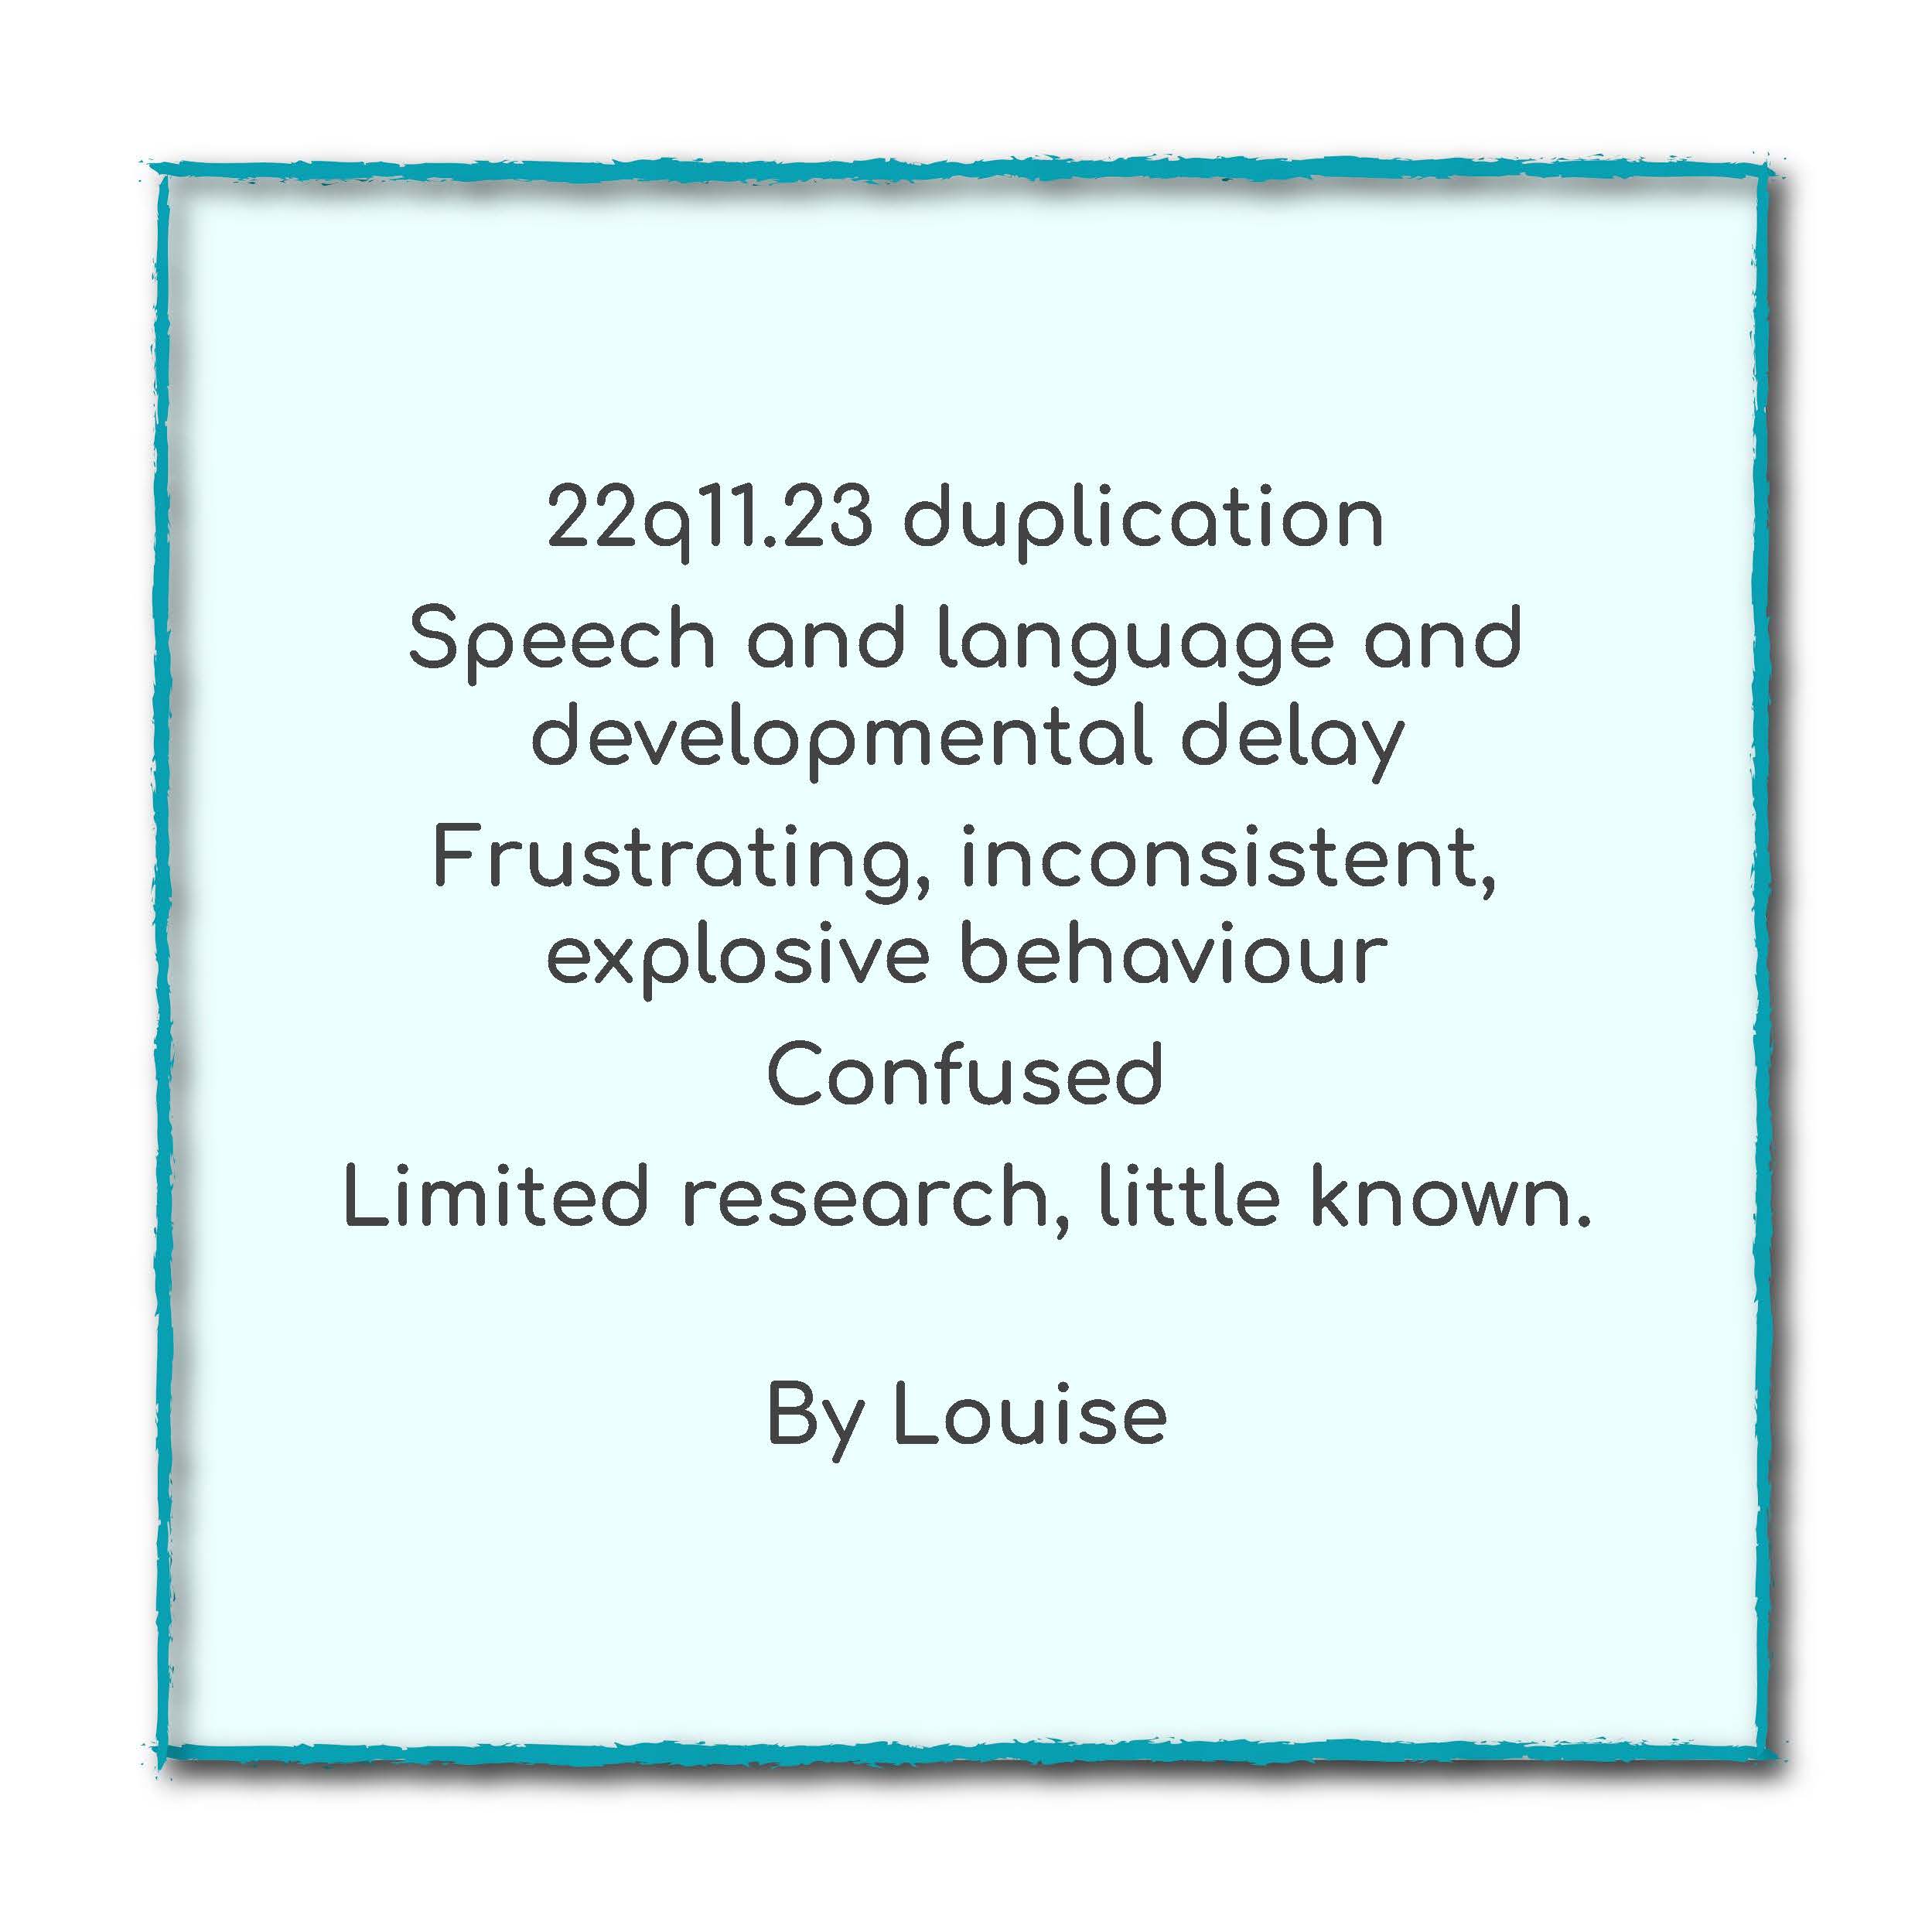 22q11.23 duplication
Speech and language and
developmental delay
Frustrating, inconsistent,
explosive behaviour
Confused
Limited research, little known.
By Louise